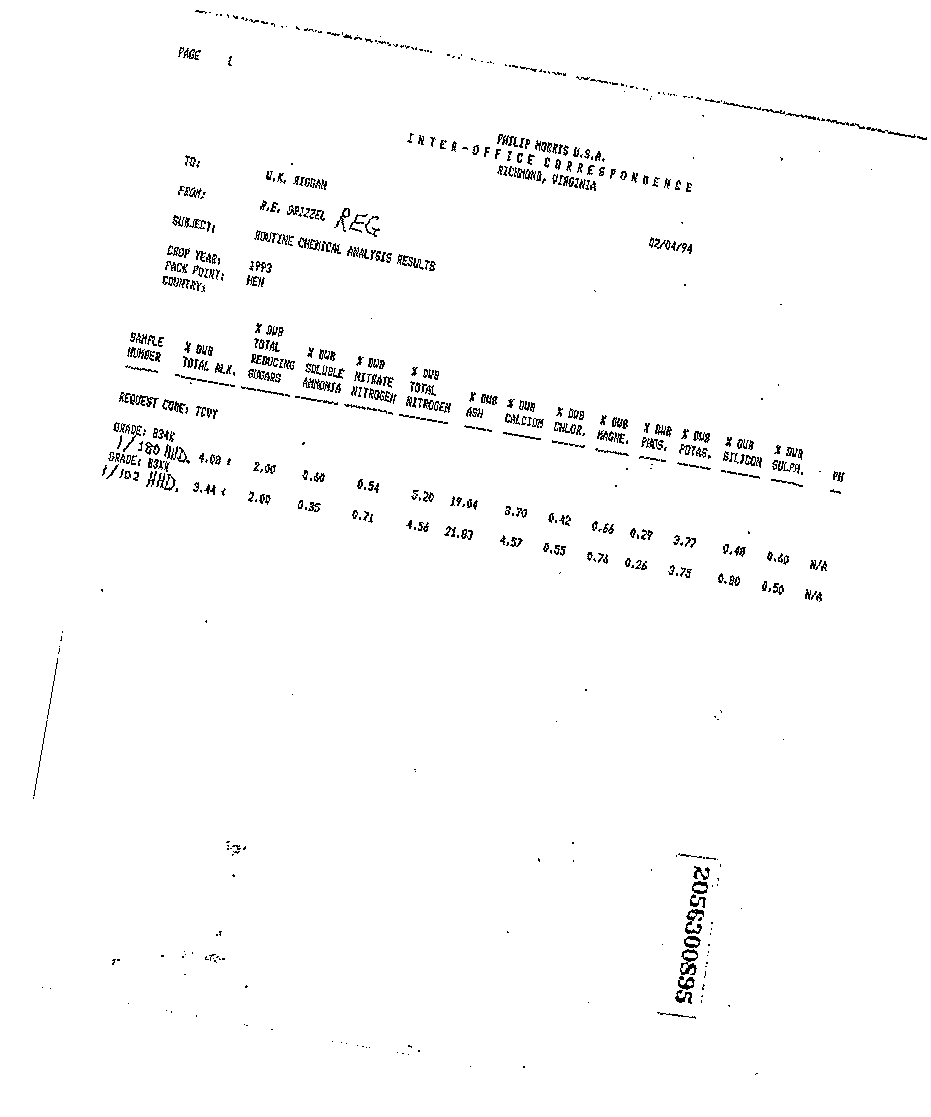 PAGE 1
PHILIP MORRIS U.S.A.
INTER-OFFICE CORRESPONDENCE
RICHMOND, VIRGINIA
TO: W.K. RIGGAN
FROM: R.E. GRIZZEL REG
02/04/94
SUBJECT: ROUTINE CHEMICAL ANALYSIS RESULTS
CROP YEAR: 1993
PACK POINT: HEN
COUNTRY:
SAMPLE NUMBER
% DWB TOTAL ALK.
% DWB TOTAL REDUCING SUGARS
% DWB SOLUBLE AMMONIA
% DWB NITRATE NITROGEN
% DWB TOTAL NITROGEN
% DWB ASH
% DWB CALCIUM
% DWB CHLOR.
% DWB MAGNE.
% DWB PHOS.
% DWB POTAS.
% DWB SILICON
% DWB SULPH.
PH
REQUEST CODE: TCVY
GRADE: B34K
1/180 HHD. 4.08 2.00 0.60 0.54 5.20 19.04 3.70 0.42 0.66 0.29 3.77 0.40 0.60 N/A
GRADE: B3XK
1/102 HHD. 3.44 2.00 0.35 0.71 4.56 21.83 4.57 0.55 0.76 0.26 3.75 0.80 0.50 N/A
2056300895